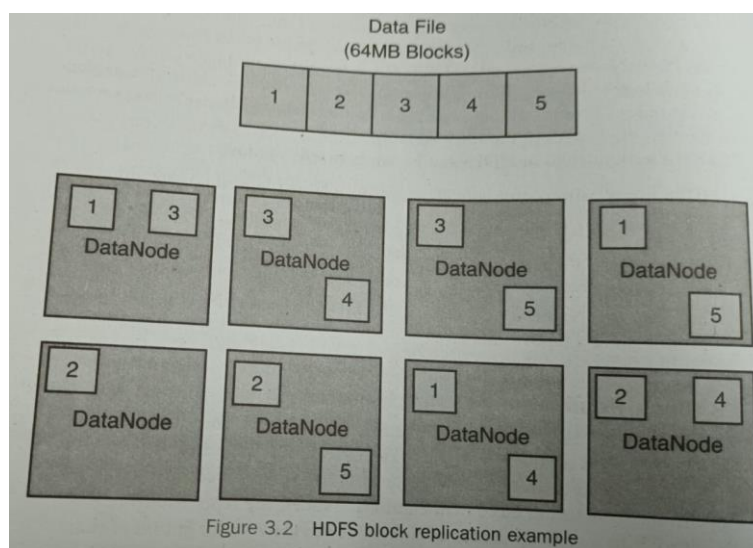 Data File
(64MB Blocks)
1 2 3 4 5
1 3
DataNode
3
DataNode
4
3
DataNode
5
1
DataNode
5
2
DataNode
2
DataNode
5
1
DataNode
4
2 4
DataNode
Figure 3.2 HDFS block replication example